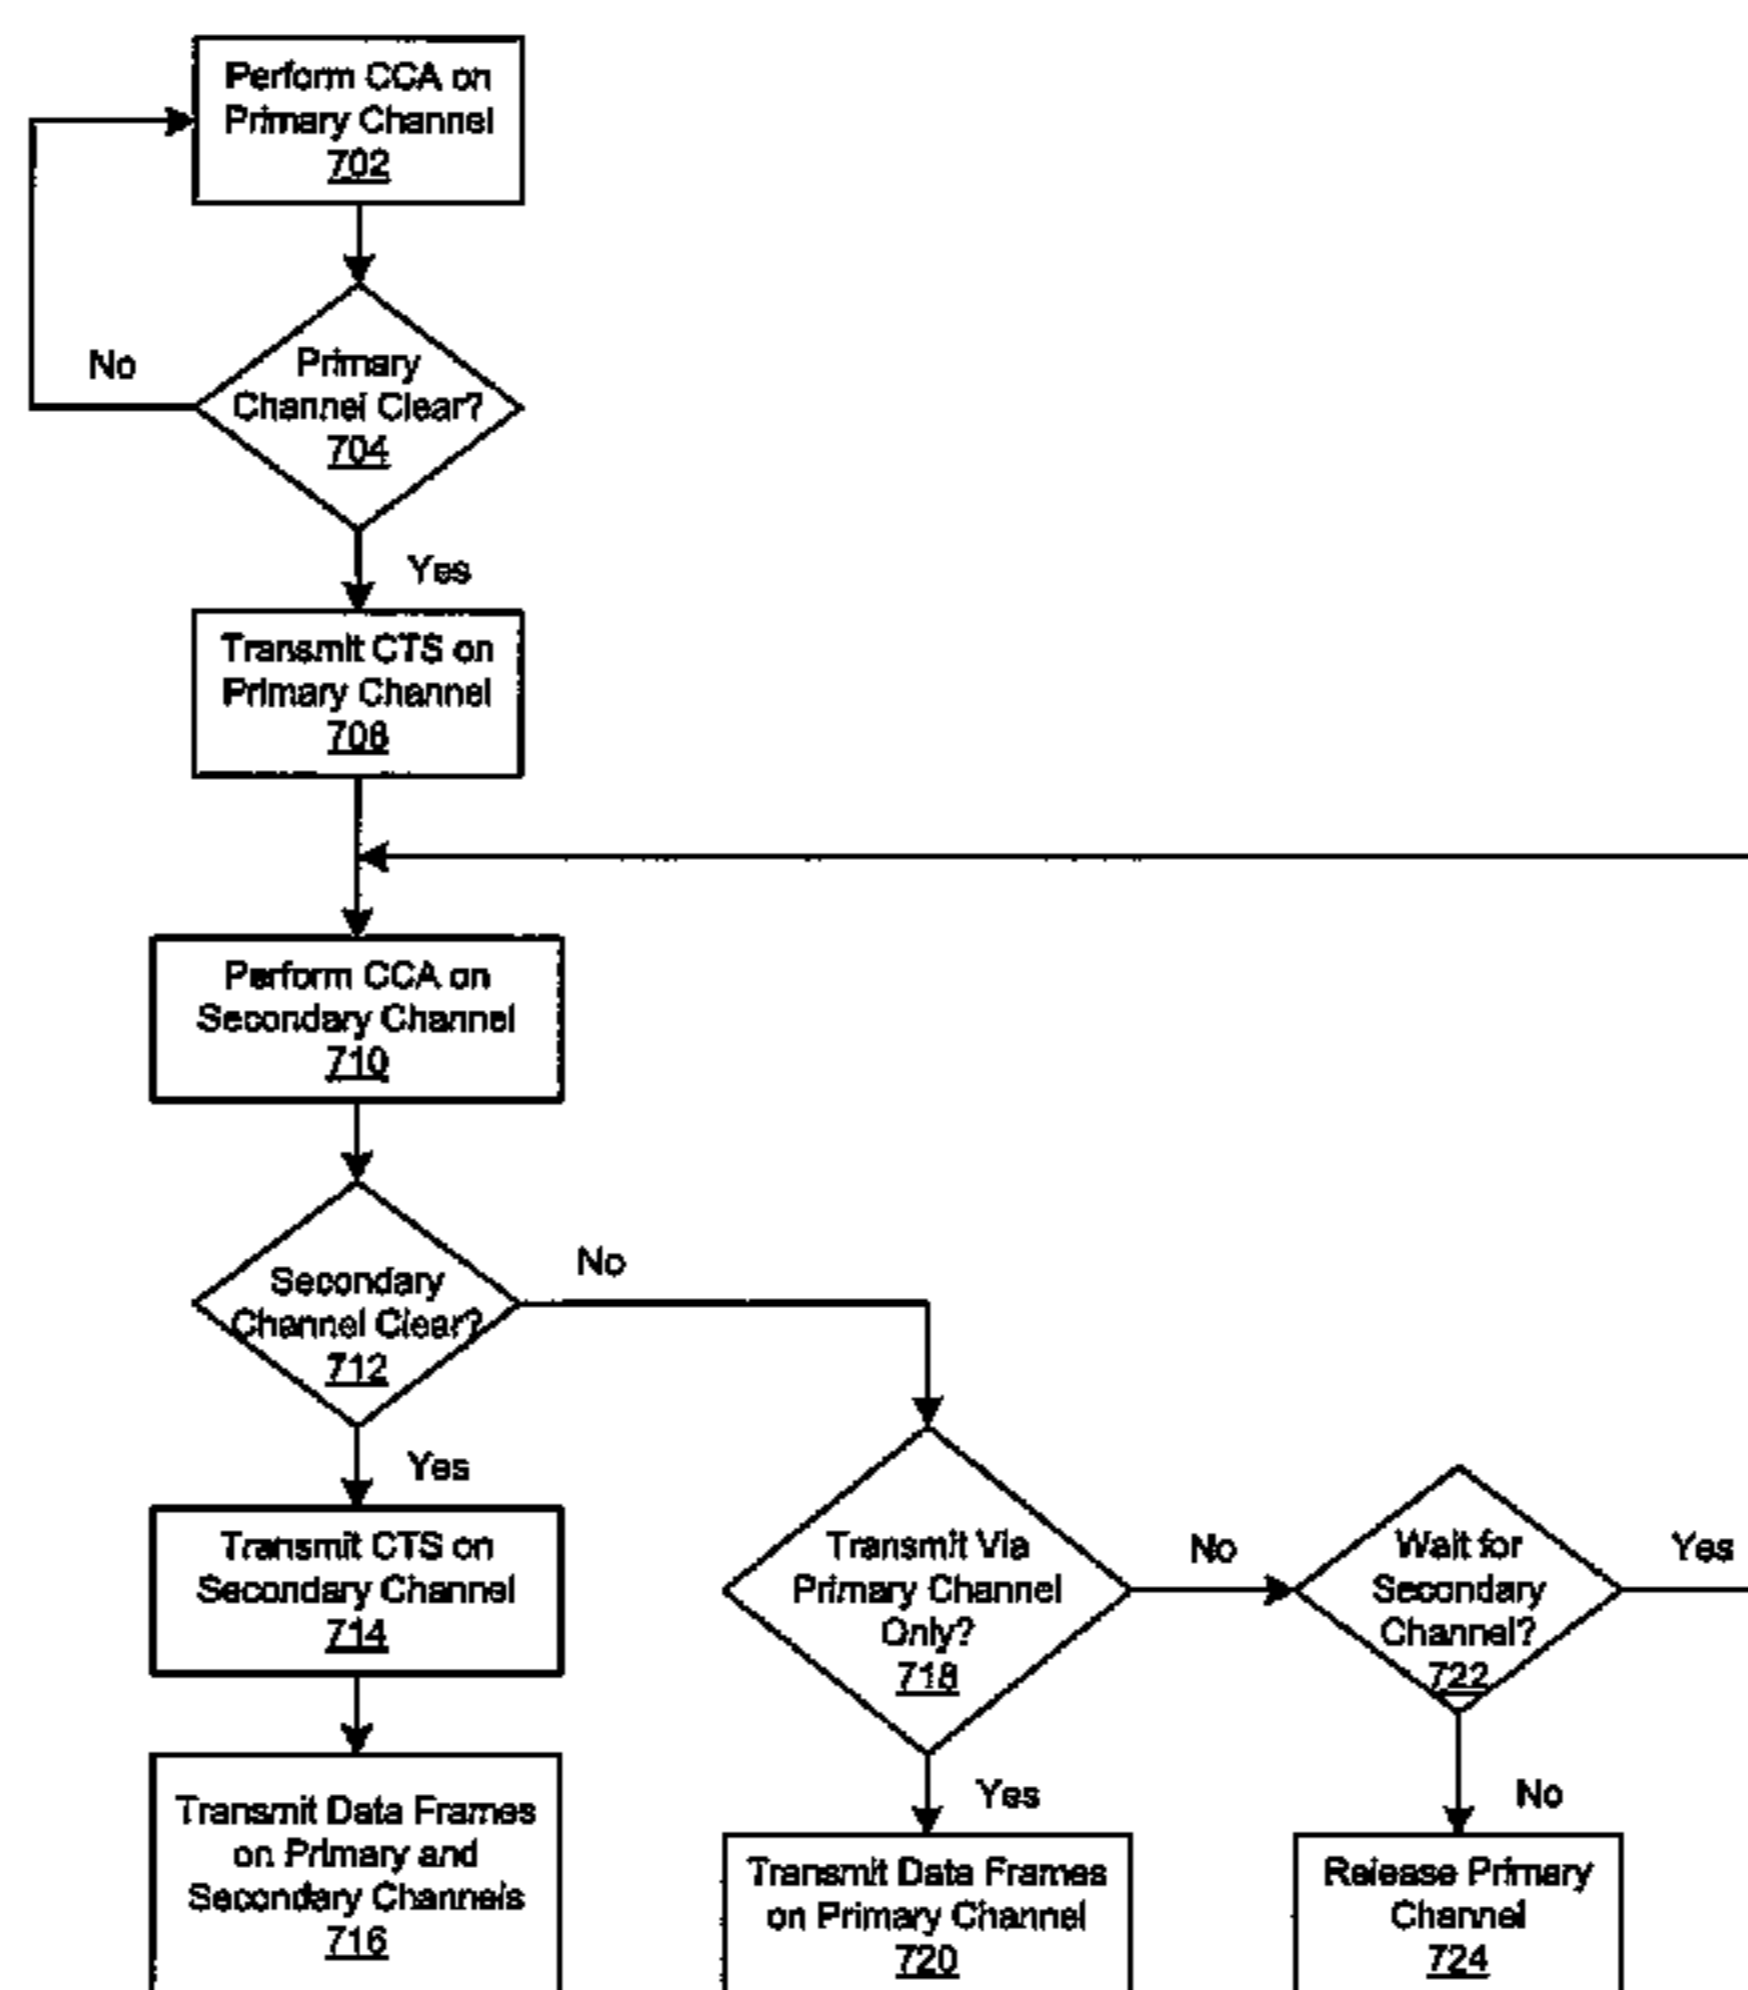 Perform CCA on
Primary Channel
702
Primary
Channel Clear?
704
No
Yes
Transmit CTS on
Primary Channel
708
Perform CCA on
Secondary Channel
710
Secondary
Channel Clear?
712
No
Yes
Transmit CTS on
Secondary Channel
714
Transmit Data Frames
on Primary and
Secondary Channels
716
Transmit Via
Primary Channel
Only?
718
No
Yes
Transmit Data Frames
on Primary Channel
720
Wait for
Secondary
Channel?
722
Yes
No
Release Primary
Channel
724